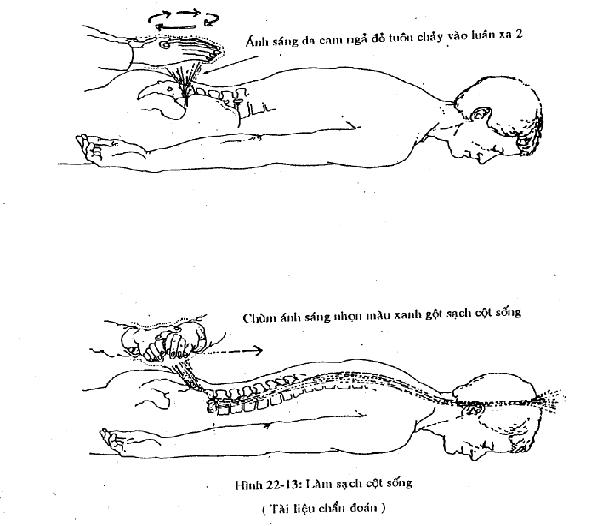 Ánh sáng da cam ngả đỏ tuôn chảy vào luân xa 2
Chùm ánh sáng nhọn màu xanh gột sạch cột sống
Hình 22-13: Làm sạch cột sống
( Tài liệu chẩn đoán )